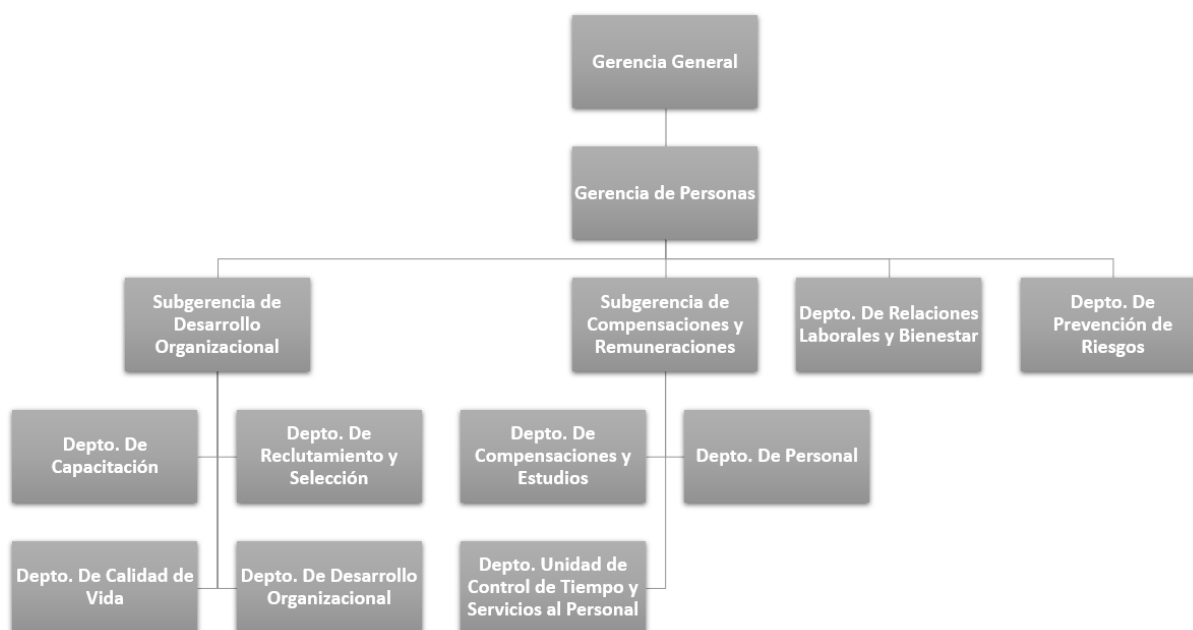 Gerencia General
Gerencia de Personas
Subgerencia de
Desarrollo
Organizacional
Subgerencia de
Compensaciones y
Remuneraciones
Depto. De Relaciones
Laborales y Bienestar
Depto. De
Prevención de
Riesgos
Depto. De
Capacitación
Depto. De
Reclutamiento y
Selección
Depto. De
Compensaciones y
Estudios
Depto. De Personal
Depto. De Calidad de
Vida
Depto. De Desarrollo
Organizacional
Depto. Unidad de
Control de Tiempo y
Servicios al Personal